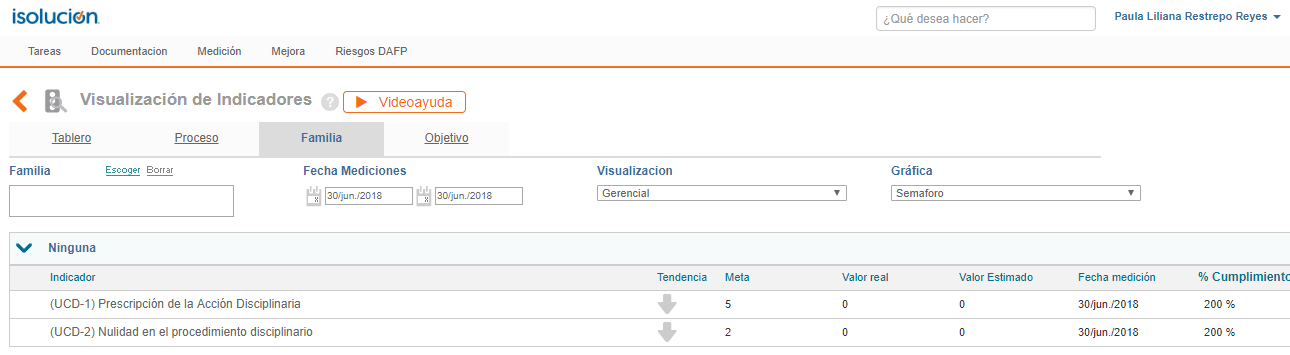 isolución
¿Qué desea hacer?
Paula Liliana Restrepo Reyes
Tareas Documentacion Medición Mejora Riesgos DAFP
Visualización de Indicadores ? Videoayuda
Tablero Proceso Familia Objetivo
Familia Escoger Borrar Fecha Mediciones Visualizacion Gráfica
30/jun./2018 30/jun./2018 Gerencial Semaforo
Ninguna
Indicador Tendencia Meta Valor real Valor Estimado Fecha medición % Cumplimiento
(UCD-1) Prescripción de la Acción Disciplinaria 5 0 0 30/jun./2018 200 %
(UCD-2) Nulidad en el procedimiento disciplinario 2 0 0 30/jun./2018 200 %